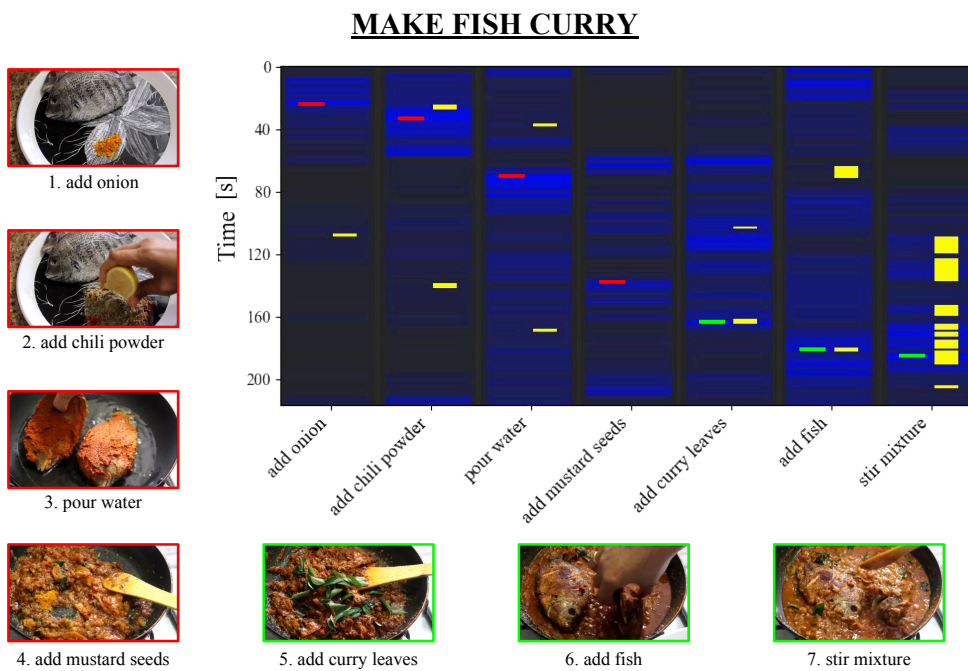 MAKE FISH CURRY
1. add onion
2. add chili powder
3. pour water
4. add mustard seeds
Time [s]
0
40
80
120
160
200
add onion
add chili powder
pour water
add mustard seeds
add curry leaves
add fish
stir mixture
5. add curry leaves
6. add fish
7. stir mixture